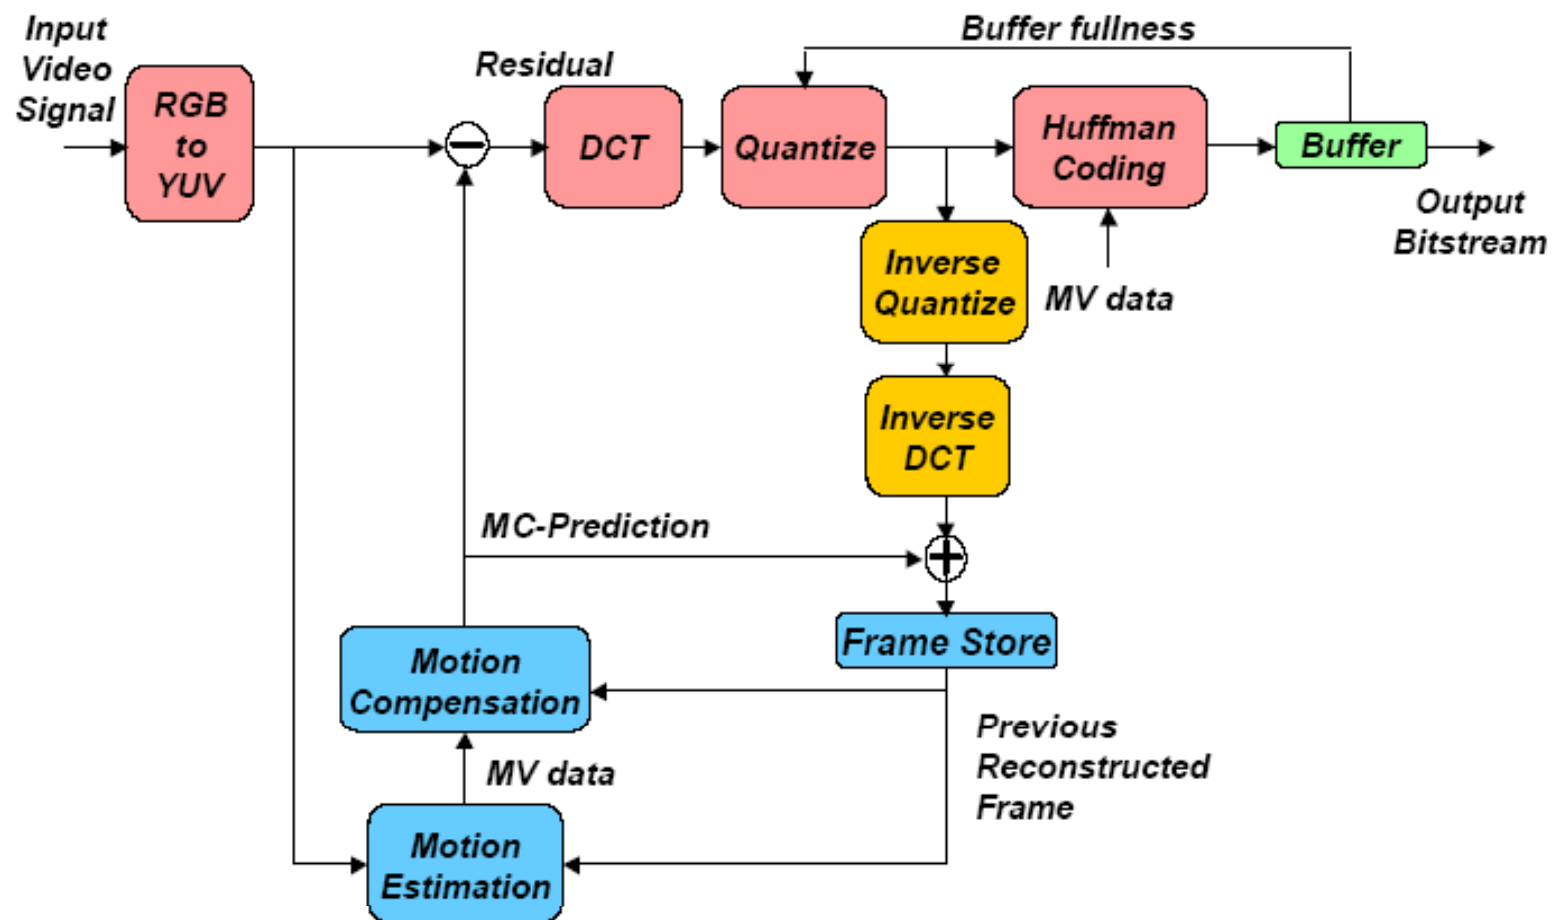 Input
Video
Signal
RGB
to
YUV
Residual
DCT
Quantize
Buffer fullness
Huffman
Coding
Buffer
Output
Bitstream
Inverse
Quantize
MV data
Inverse
DCT
MC-Prediction
Frame Store
Motion
Compensation
Previous
Reconstructed
Frame
MV data
Motion
Estimation